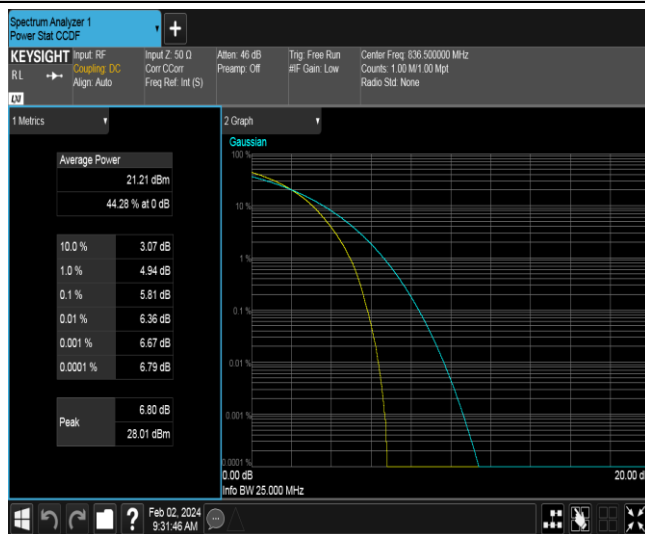 Spectrum Analyzer 1
Power Stat CCDF
+
KEYSIGHT
RL
LXI
Input: RF
Coupling: DC
Align: Auto
Input Z: 50 Ω
Corr CCorr
Freq Ref: Int (S)
Atten: 46 dB
Preamp: Off
Trig: Free Run
#IF Gain: Low
Center Freq: 836.500000 MHz
Counts: 1.00 M/1.00 Mpt
Radio Std: None
1 Metrics
Average Power
21.21 dBm
44.28 % at 0 dB
10.0 % 3.07 dB
1.0 % 4.94 dB
0.1 % 5.81 dB
0.01 % 6.36 dB
0.001 % 6.67 dB
0.0001 % 6.79 dB
Peak
6.80 dB
28.01 dBm
2 Graph
Gaussian
100 %
10 %
1 %
0.1 %
0.01 %
0.001 %
0.0001 %
0.00 dB
20.00 d
Info BW 25.000 MHz
?
Feb 02, 2024
9:31:46 AM